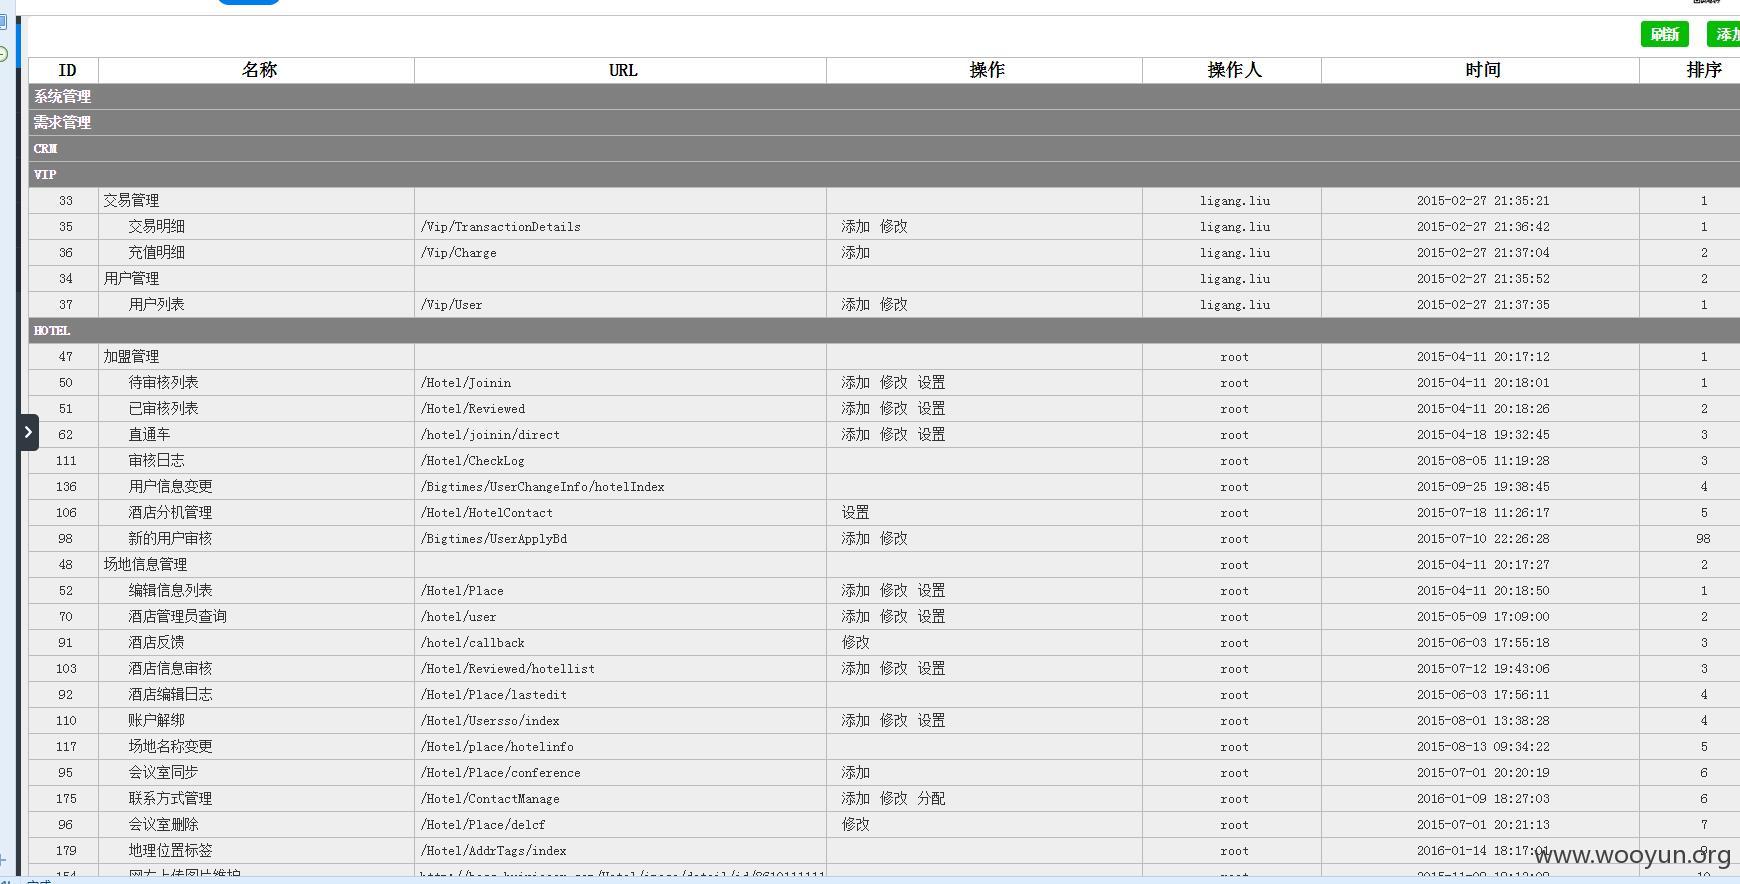 刷新 添加
ID 名称 URL 操作 操作人 时间 排序
系统管理
需求管理
CRM
VIP
33 交易管理 ligang.liu 2015-02-27 21:35:21 1
35 交易明细 /Vip/TransactionDetails 添加 修改 ligang.liu 2015-02-27 21:36:42 1
36 充值明细 /Vip/Charge 添加 ligang.liu 2015-02-27 21:37:04 2
34 用户管理 ligang.liu 2015-02-27 21:35:52 2
37 用户列表 /Vip/User 添加 修改 ligang.liu 2015-02-27 21:37:35 1
HOTEL
47 加盟管理 root 2015-04-11 20:17:12 1
50 待审核列表 /Hotel/Joinin 添加 修改 设置 root 2015-04-11 20:18:01 1
51 已审核列表 /Hotel/Reviewed 添加 修改 设置 root 2015-04-11 20:18:26 2
62 直通车 /hotel/joinin/direct 添加 修改 设置 root 2015-04-18 19:32:45 3
111 审核日志 /Hotel/CheckLog root 2015-08-05 11:19:28 3
136 用户信息变更 /Bigtimes/UserChangeInfo/hotelIndex root 2015-09-25 19:38:45 4
106 酒店分机管理 /Hotel/HotelContact 设置 root 2015-07-18 11:26:17 5
98 新的用户审核 /Bigtimes/UserApplyBd 添加 修改 root 2015-07-10 22:26:28 98
48 场地信息管理 root 2015-04-11 20:17:27 2
52 编辑信息列表 /Hotel/Place 添加 修改 设置 root 2015-04-11 20:18:50 1
70 酒店管理员查询 /hotel/user 添加 修改 设置 root 2015-05-09 17:09:00 2
91 酒店反馈 /hotel/callback 修改 root 2015-06-03 17:55:18 3
103 酒店信息审核 /Hotel/Reviewed/hotellist 添加 修改 设置 root 2015-07-12 19:43:06 3
92 酒店编辑日志 /Hotel/Place/lastedit root 2015-06-03 17:56:11 4
110 账户解绑 /Hotel/Usersso/index 添加 修改 设置 root 2015-08-01 13:38:28 4
117 场地名称变更 /Hotel/place/hotelinfo root 2015-08-13 09:34:22 5
95 会议室同步 /Hotel/Place/conference 添加 root 2015-07-01 20:20:19 6
175 联系方式管理 /Hotel/ContactManage 添加 修改 分配 root 2016-01-09 18:27:03 6
96 会议室删除 /Hotel/Place/delcf 修改 root 2015-07-01 20:21:13 7
179 地理位置标签 /Hotel/AddrTags/index root 2016-01-14 18:17:01
www.wooyun.org